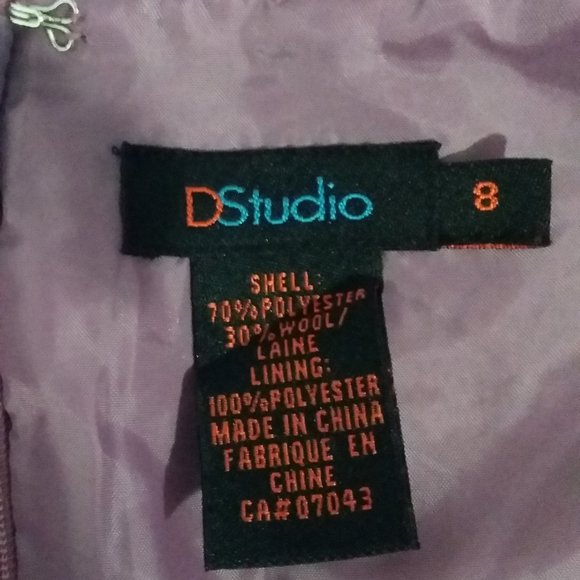 DStudio
8
SHELL:
70%POLYESTER
30%WOOL/
LAINE
LINING:
100%POLYESTER
MADE IN CHINA
FABRIQUE EN
CHINE
CA#07043